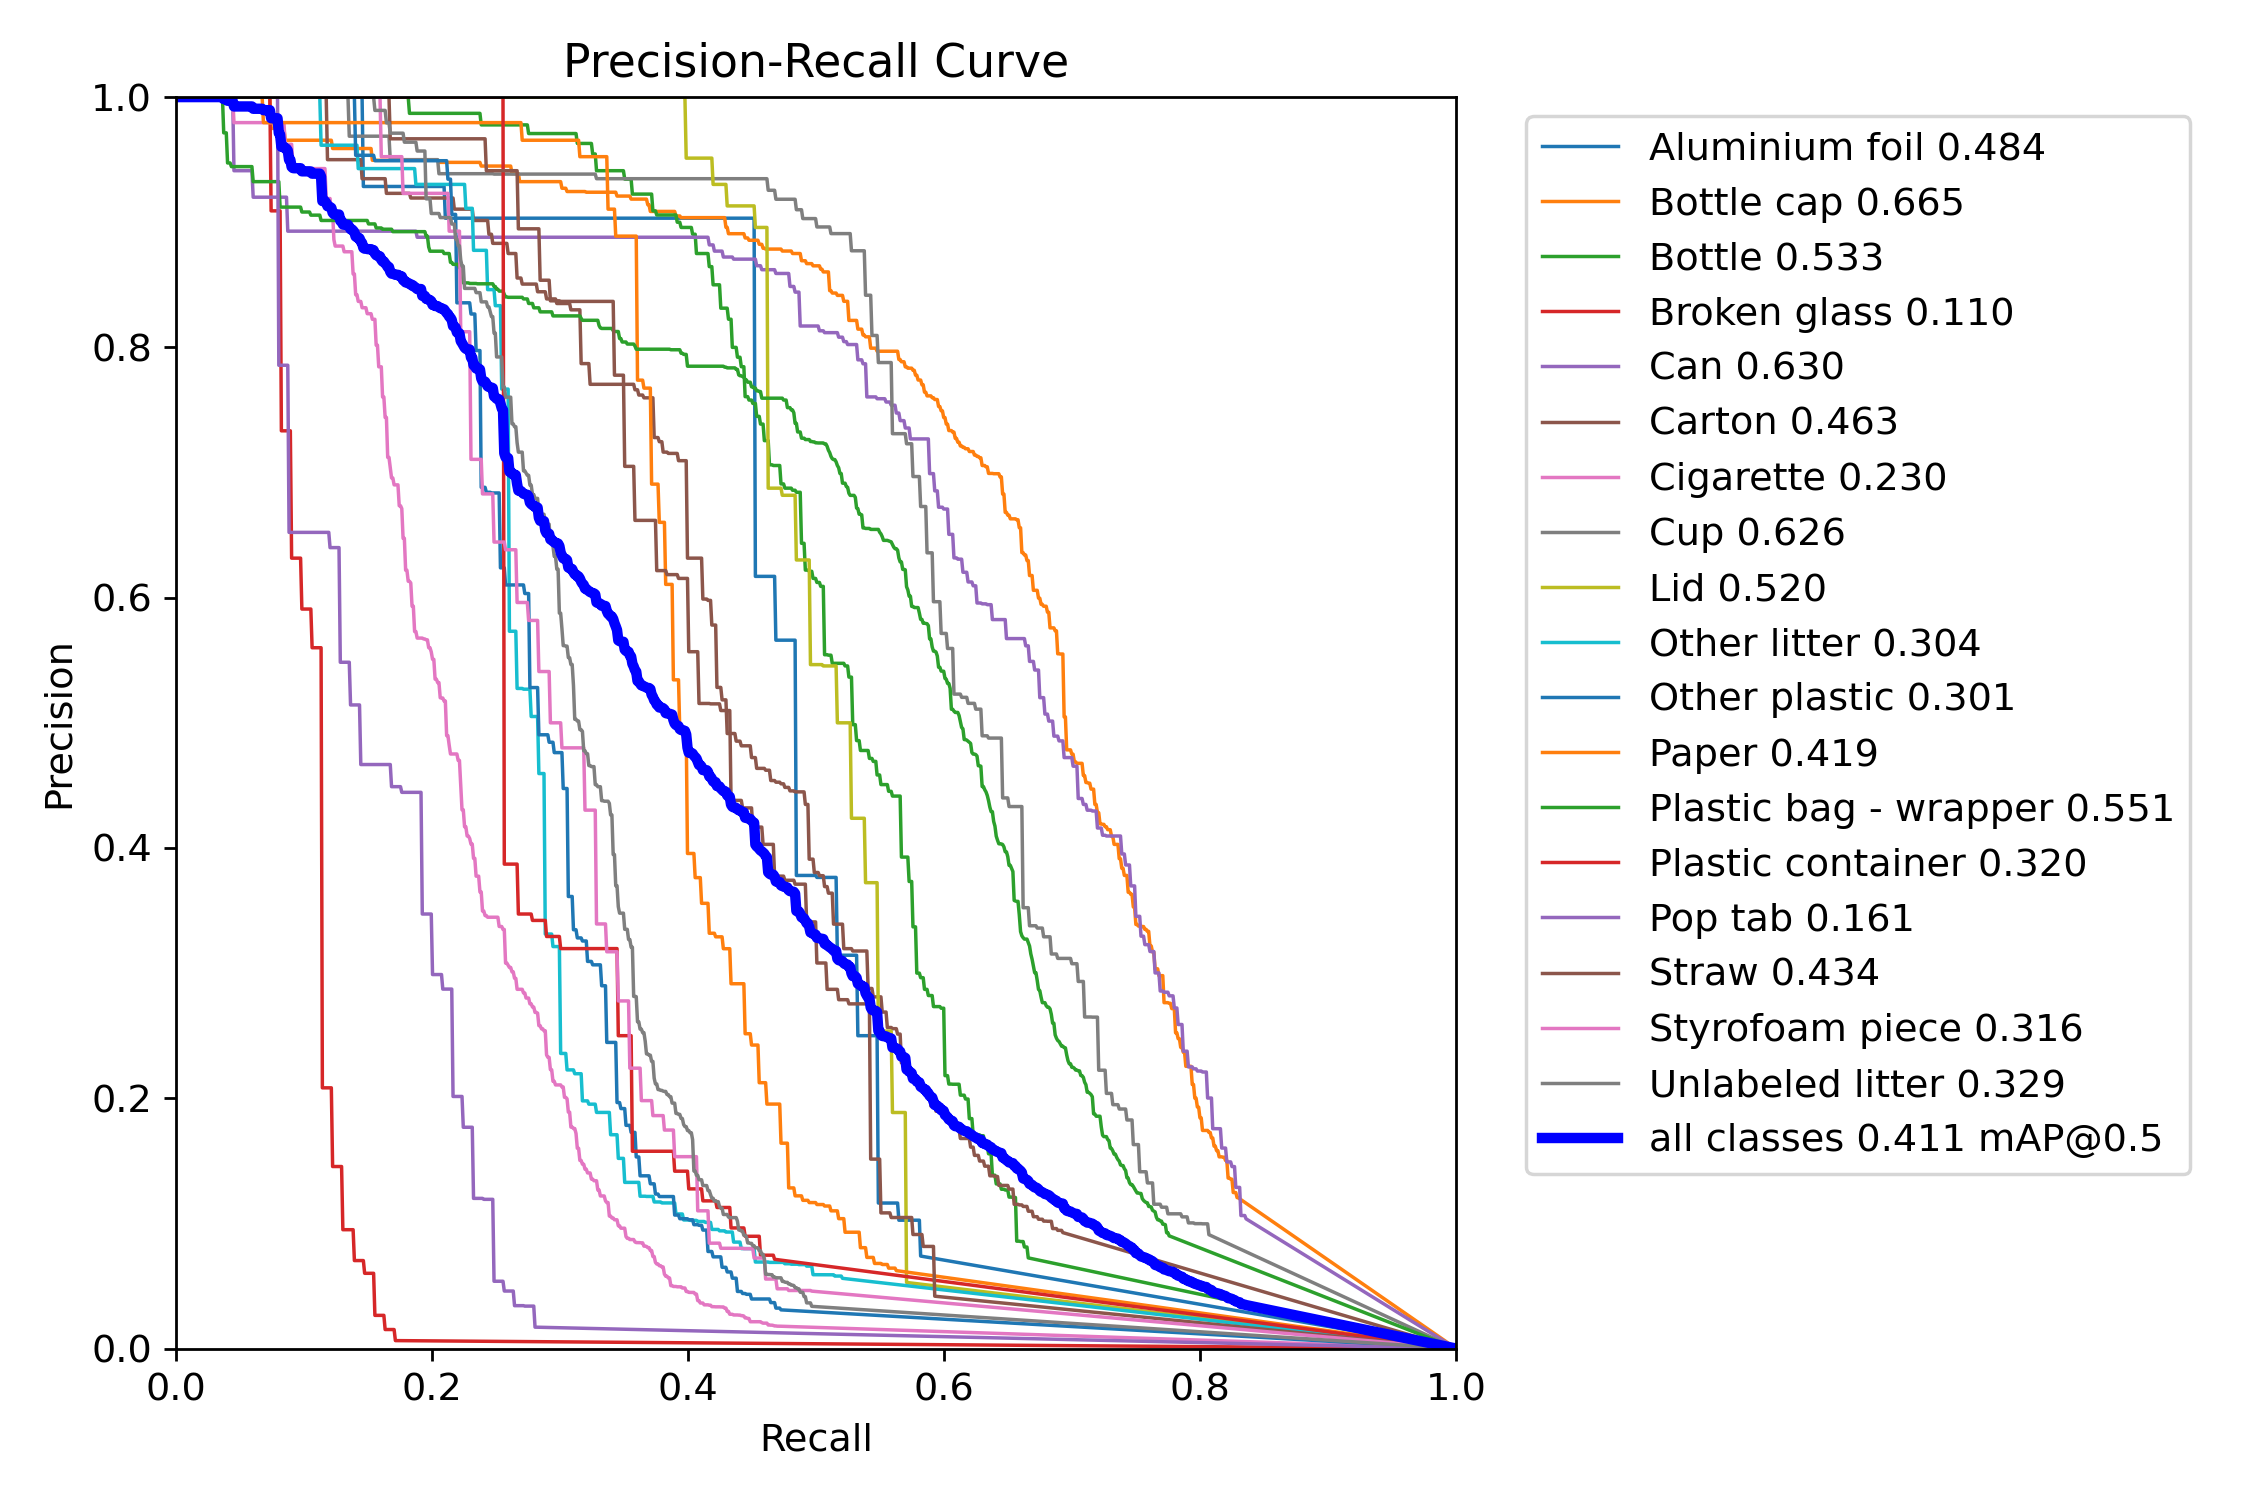 Precision-Recall Curve
1.0
0.8
0.6
0.4
0.2
0.0
Precision
0.0 0.2 0.4 0.6 0.8 1.0
Recall
Aluminium foil 0.484
Bottle cap 0.665
Bottle 0.533
Broken glass 0.110
Can 0.630
Carton 0.463
Cigarette 0.230
Cup 0.626
Lid 0.520
Other litter 0.304
Other plastic 0.301
Paper 0.419
Plastic bag - wrapper 0.551
Plastic container 0.320
Pop tab 0.161
Straw 0.434
Styrofoam piece 0.316
Unlabeled litter 0.329
all classes 0.411 mAP@0.5